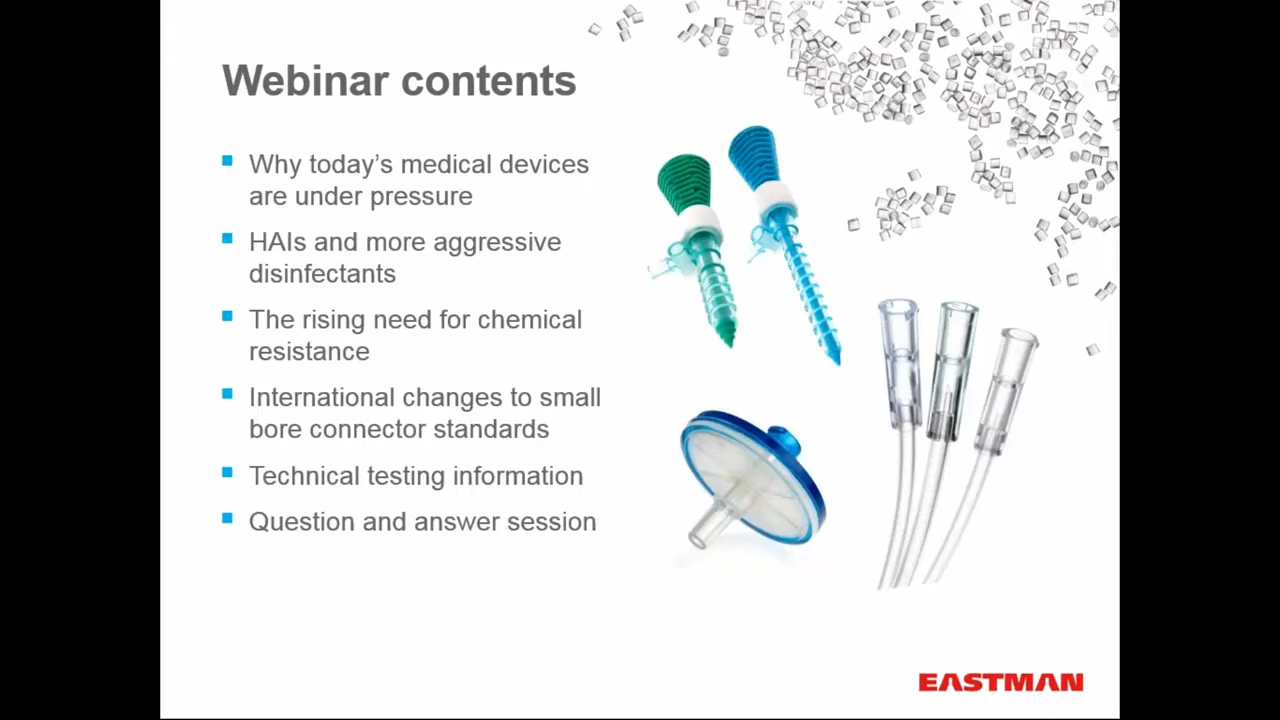 Webinar contents
Why today's medical devices
are under pressure
HAIs and more aggressive
disinfectants
The rising need for chemical
resistance
International changes to small
bore connector standards
Technical testing information
Question and answer session
EASTMAN